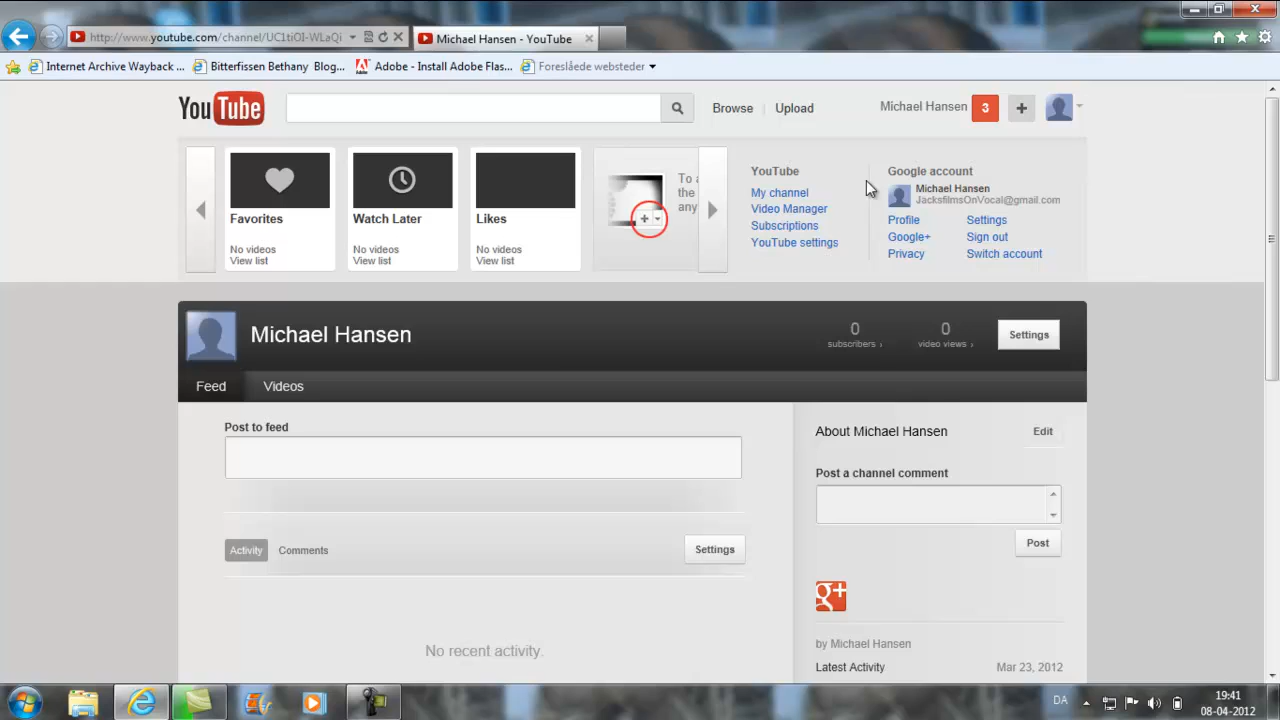 http://www.youtube.com/channel/UC1tiOI-WLaQi
Michael Hansen - YouTube
Internet Archive Wayback ...
Bitterfissen Bethany Blog...
Adobe - Install Adobe Flas...
Foreslåede websteder
YouTube
Browse
Upload
Michael Hansen
3
+
Favorites
No videos
View list
Watch Later
No videos
View list
Likes
No videos
View list
To a
the
any
YouTube
My channel
Video Manager
Subscriptions
YouTube settings
Google account
Michael Hansen
JacksfilmsOnVocal@gmail.com
Profile
Settings
Google+
Sign out
Privacy
Switch account
Michael Hansen
0
subscribers ›
0
video views ›
Settings
Feed
Videos
Post to feed
Activity
Comments
Settings
No recent activity.
About Michael Hansen
Edit
Post a channel comment
Post
g+
by Michael Hansen
Latest Activity
Mar 23, 2012
DA
19:41
08-04-2012